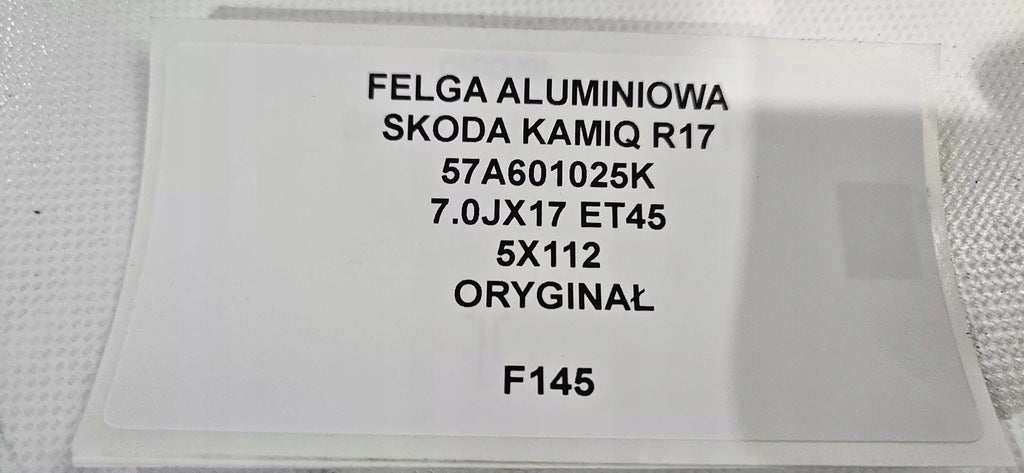 FELGA ALUMINIOWA
SKODA KAMIQ R17
57A601025K
7.0JX17 ET45
5X112
ORYGINAŁ
F145